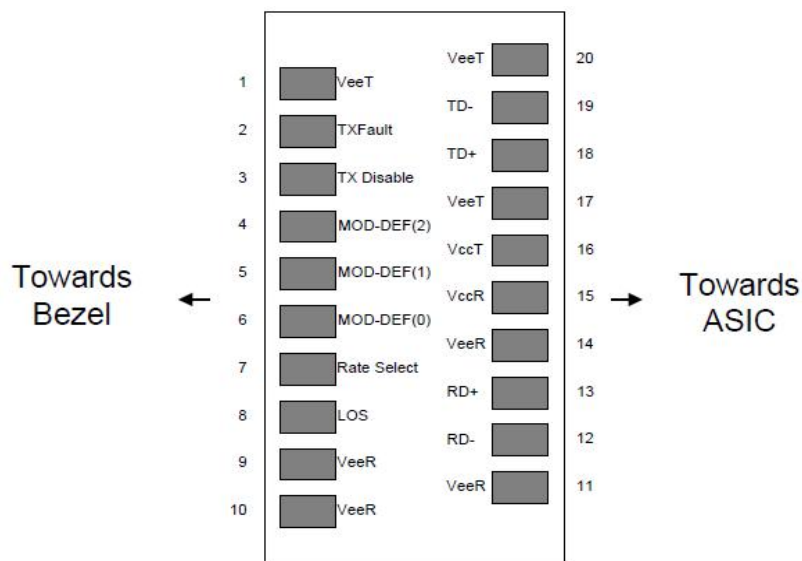 1 VeeT
2 TXFault
3 TX Disable
4 MOD-DEF(2)
5 MOD-DEF(1)
6 MOD-DEF(0)
7 Rate Select
8 LOS
9 VeeR
10 VeeR
VeeT 20
TD- 19
TD+ 18
VeeT 17
VccT 16
VccR 15
VeeR 14
RD+ 13
RD- 12
VeeR 11
Towards
Bezel
Towards
ASIC